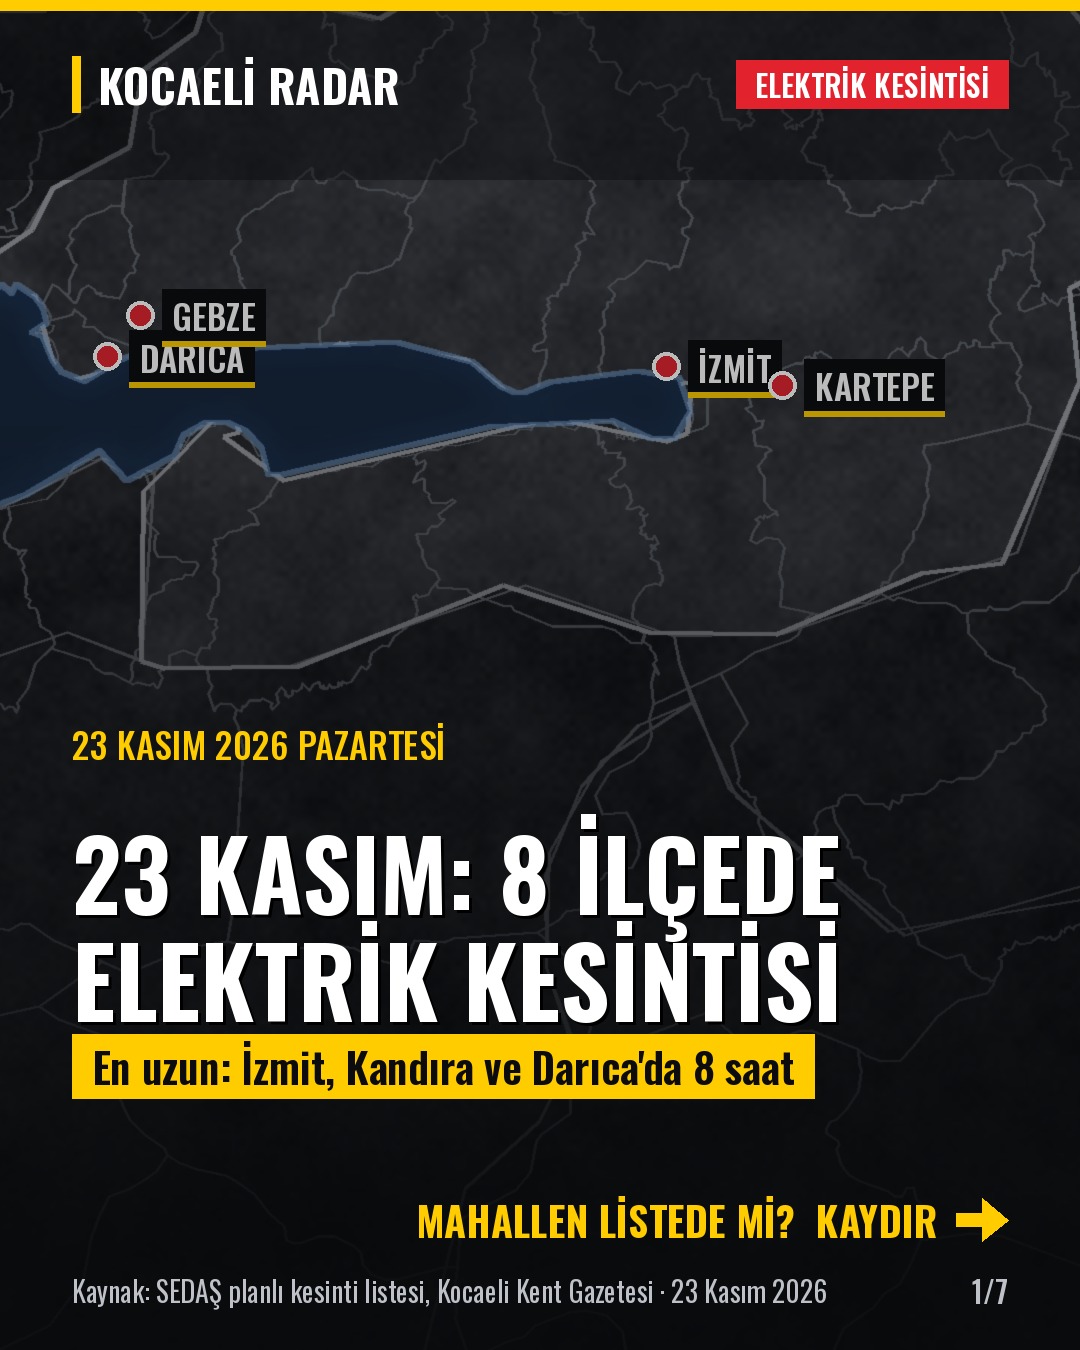 KOCAELİ RADAR
ELEKTRİK KESİNTİSİ
GEBZE
DARICA
İZMİT
KARTEPE
23 KASIM 2026 PAZARTESİ
23 KASIM: 8 İLÇEDE
ELEKTRİK KESİNTİSİ
En uzun: İzmit, Kandıra ve Darıca'da 8 saat
MAHALLEN LİSTEDE Mİ? KAYDIR
Kaynak: SEDAŞ planlı kesinti listesi, Kocaeli Kent Gazetesi · 23 Kasım 2026
1/7